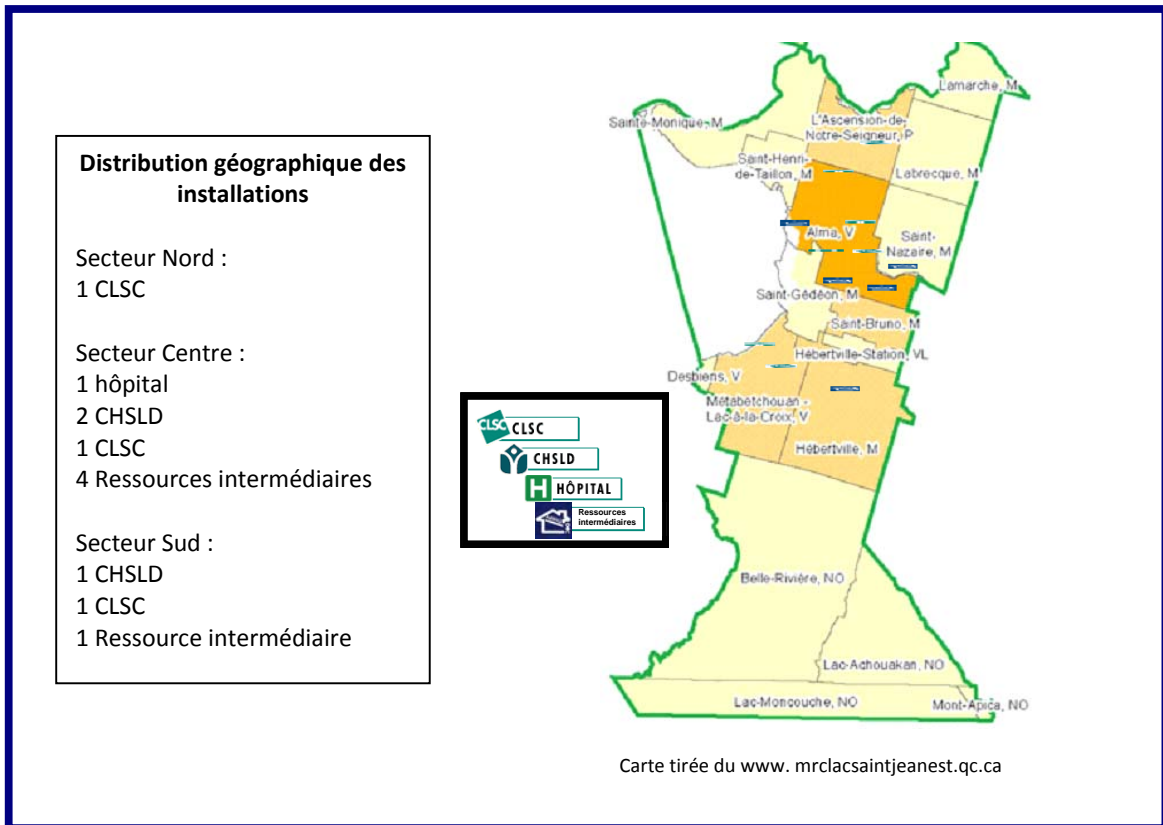 Distribution géographique des
installations
Secteur Nord :
1 CLSC
Secteur Centre :
1 hôpital
2 CHSLD
1 CLSC
4 Ressources intermédiaires
Secteur Sud :
1 CHSLD
1 CLSC
1 Ressource intermédiaire
CLSC CLSC
CHSLD
H HÔPITAL
Ressources
intermédiaires
Lamarche, M
Sainte-Monique, M
L'Ascension-de-
Notre-Seigneur, P
Saint-Henri-
de-Taillon, M
Labrecque, M
Alma, V
Saint-
Nazaire, M
Saint-Gédéon, M
Saint-Bruno, M
Hébertville-Station, VL
Desbiens, V
Métabetchouan -
Lac-à-la-Croix, V
Hébertville, M
Belle-Rivière, NO
Lac-Achouakan, NO
Lac-Moncouche, NO
Mont-Apica, NO
Carte tirée du www. mrclacsaintjeanest.qc.ca